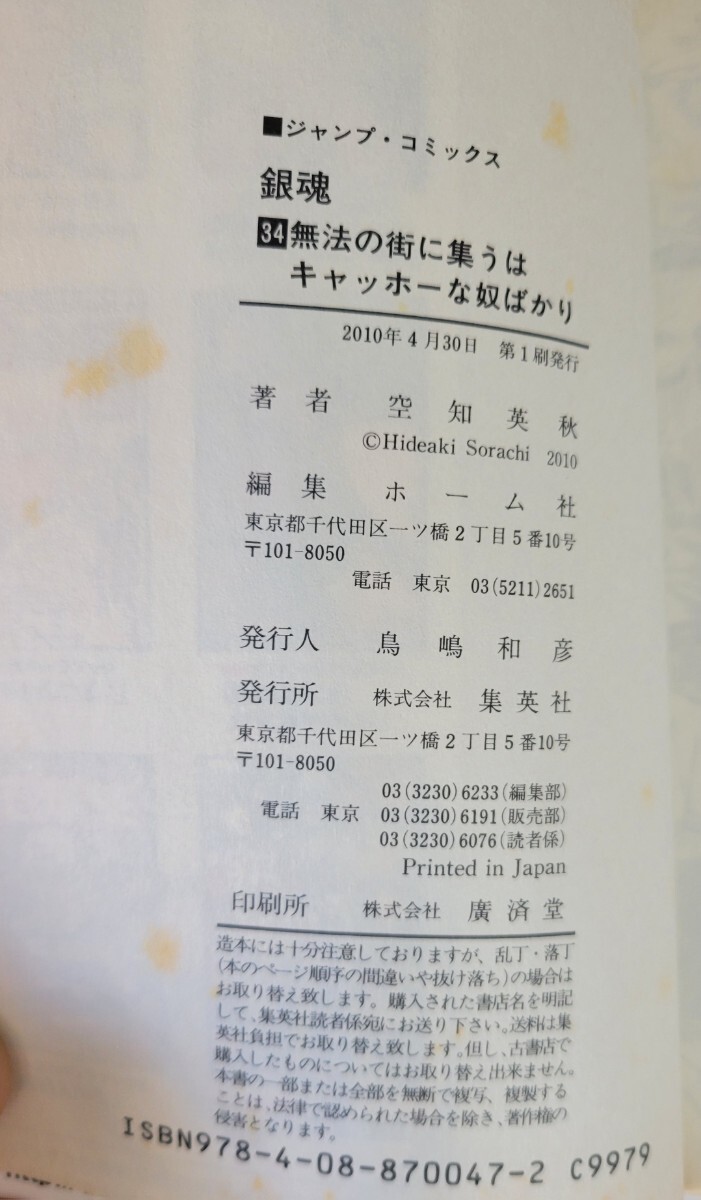 ■ジャンプ・コミックス
銀魂
34無法の街に集うは
キャッホーな奴ばかり
2010年4月30日 第1刷発行
著者 空知英秋
©Hideaki Sorachi 2010
編集 ホーム社
東京都千代田区一ツ橋2丁目5番10号
〒101-8050
電話 東京 03(5211)2651
発行人 鳥嶋和彦
発行所 株式会社 集英社
東京都千代田区一ツ橋2丁目5番10号
〒101-8050
03(3230)6233(編集部)
電話 東京 03(3230)6191(販売部)
03(3230)6076(読者係)
Printed in Japan
印刷所 株式会社 廣済堂
造本には十分注意しておりますが、乱丁・落丁
(本のページ順序の間違いや抜け落ち)の場合は
お取り替え致します。購入された書店名を明記
して、集英社読者係宛にお送り下さい。送料は集
英社負担でお取り替え致します。但し、古書店で
購入したものについてはお取り替え出来ません。
本書の一部または全部を無断で複写、複製する
ことは、法律で認められた場合を除き、著作権の
侵害となります。
ISBN978-4-08-870047-2 C9979